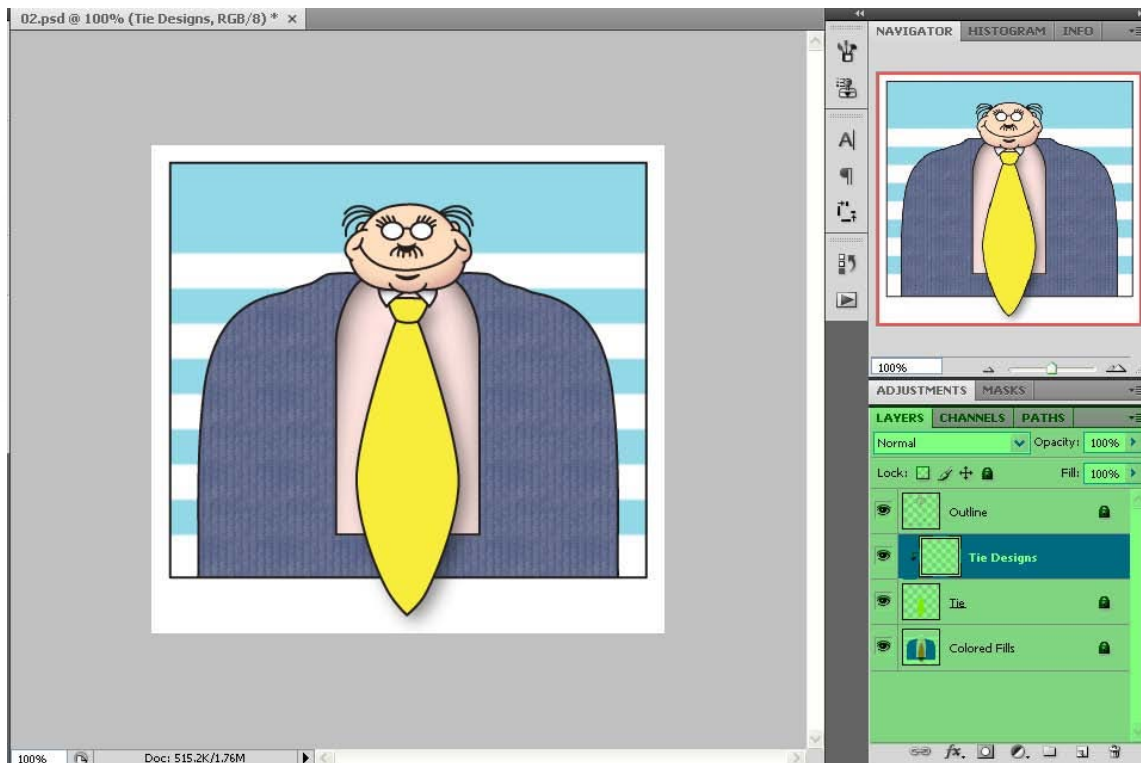 02.psd @ 100% (Tie Designs, RGB/8) * ×
NAVIGATOR HISTOGRAM INFO
100%
ADJUSTMENTS MASKS
LAYERS CHANNELS PATHS
Normal Opacity: 100%
Lock: Fill: 100%
Outline
Tie Designs
Tie
Colored Fills
100% Doc: 515.2K/1.76M